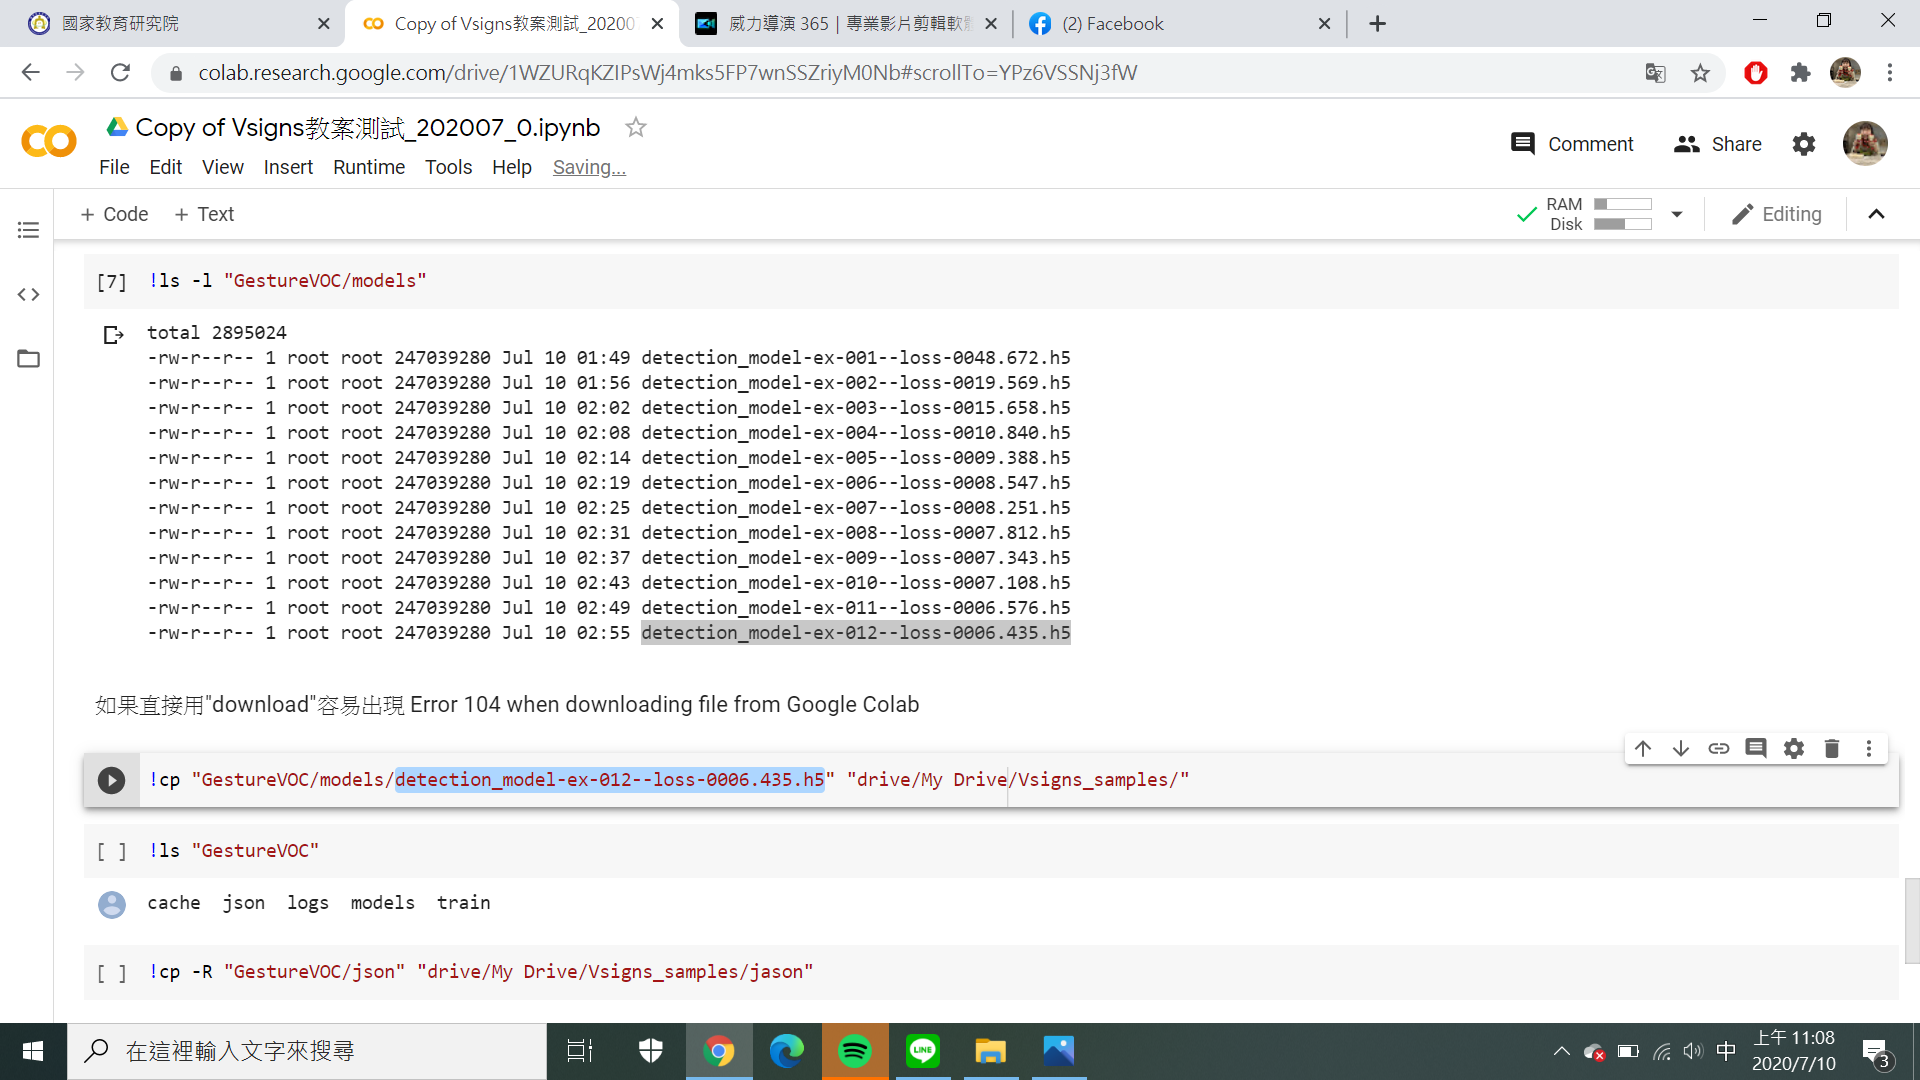 國家教育研究院
Copy of Vsigns教案測試_20200
威力導演 365 | 專業影片剪輯軟
(2) Facebook
colab.research.google.com/drive/1WZURqKZIPsWj4mks5FP7wnSSZriyM0Nb#scrollTo=YPz6VSSNj3fW
Copy of Vsigns教案測試_202007_0.ipynb
Comment
Share
File Edit View Insert Runtime Tools Help Saving...
+ Code + Text
RAM
Disk
Editing
[7] !ls -l "GestureVOC/models"
total 2895024
-rw-r--r-- 1 root root 247039280 Jul 10 01:49 detection_model-ex-001--loss-0048.672.h5
-rw-r--r-- 1 root root 247039280 Jul 10 01:56 detection_model-ex-002--loss-0019.569.h5
-rw-r--r-- 1 root root 247039280 Jul 10 02:02 detection_model-ex-003--loss-0015.658.h5
-rw-r--r-- 1 root root 247039280 Jul 10 02:08 detection_model-ex-004--loss-0010.840.h5
-rw-r--r-- 1 root root 247039280 Jul 10 02:14 detection_model-ex-005--loss-0009.388.h5
-rw-r--r-- 1 root root 247039280 Jul 10 02:19 detection_model-ex-006--loss-0008.547.h5
-rw-r--r-- 1 root root 247039280 Jul 10 02:25 detection_model-ex-007--loss-0008.251.h5
-rw-r--r-- 1 root root 247039280 Jul 10 02:31 detection_model-ex-008--loss-0007.812.h5
-rw-r--r-- 1 root root 247039280 Jul 10 02:37 detection_model-ex-009--loss-0007.343.h5
-rw-r--r-- 1 root root 247039280 Jul 10 02:43 detection_model-ex-010--loss-0007.108.h5
-rw-r--r-- 1 root root 247039280 Jul 10 02:49 detection_model-ex-011--loss-0006.576.h5
-rw-r--r-- 1 root root 247039280 Jul 10 02:55 detection_model-ex-012--loss-0006.435.h5
如果直接用"download"容易出現 Error 104 when downloading file from Google Colab
!cp "GestureVOC/models/detection_model-ex-012--loss-0006.435.h5" "drive/My Drive/Vsigns_samples/"
[ ] !ls "GestureVOC"
cache json logs models train
[ ] !cp -R "GestureVOC/json" "drive/My Drive/Vsigns_samples/jason"
在這裡輸入文字來搜尋
LINE
中
上午 11:08
2020/7/10
3